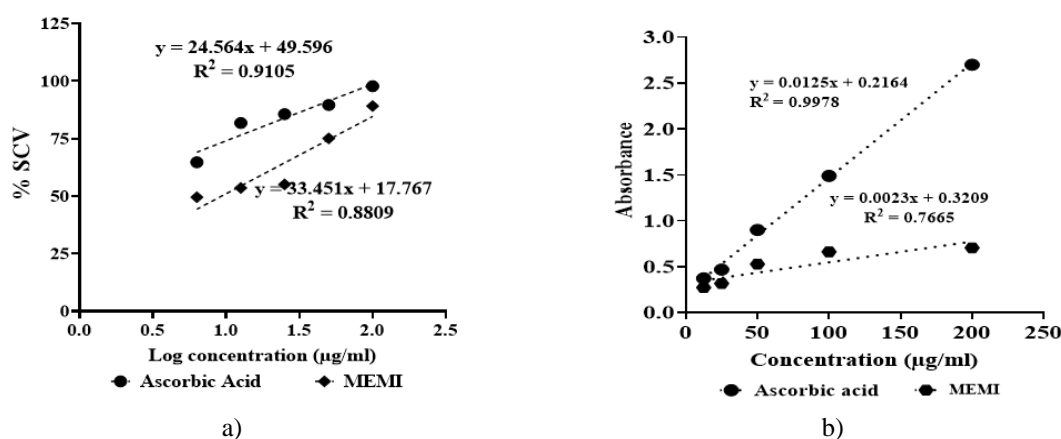 125
100
75
50
25
0
% SCV
y = 24.564x + 49.596
R² = 0.9105
y = 33.451x + 17.767
R² = 0.8809
0.0 0.5 1.0 1.5 2.0 2.5
Log concentration (µg/ml)
Ascorbic Acid MEMI
a)
3.0
2.5
2.0
1.5
1.0
0.5
0.0
Absorbance
y = 0.0125x + 0.2164
R² = 0.9978
y = 0.0023x + 0.3209
R² = 0.7665
0 50 100 150 200 250
Concentration (µg/ml)
Ascorbic acid MEMI
b)